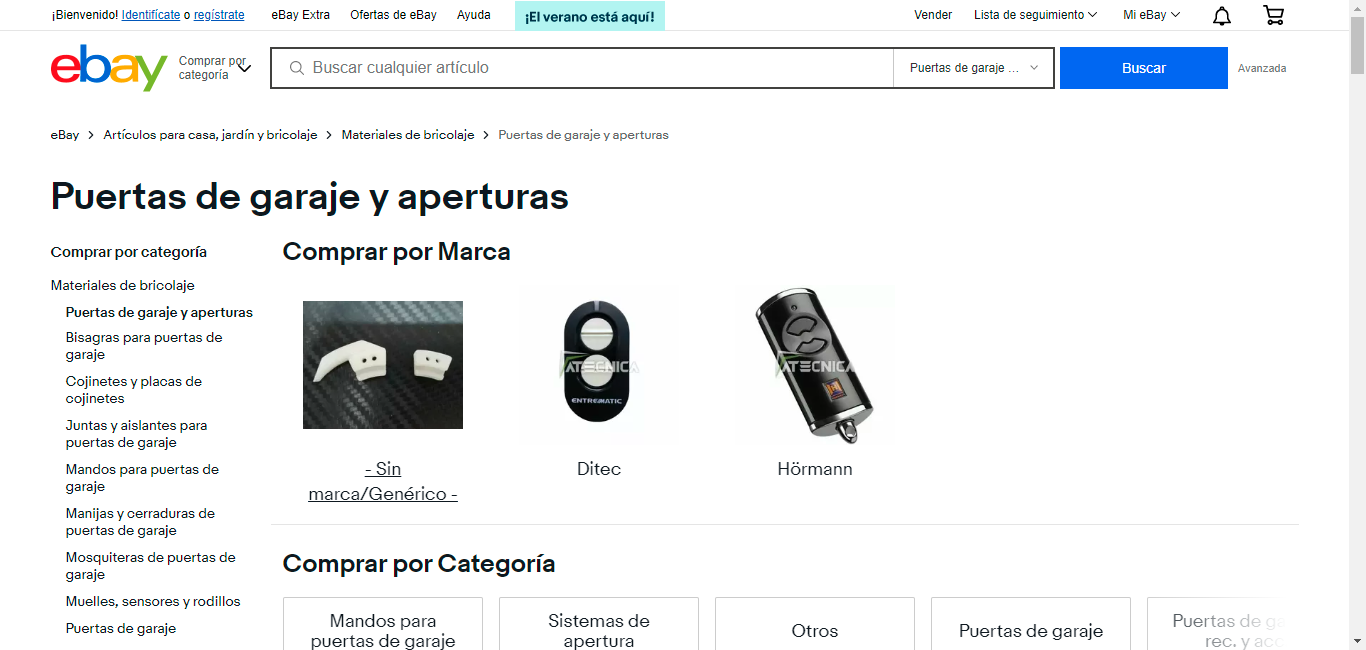 ¡Bienvenido! Identifícate o regístrate
eBay Extra
Ofertas de eBay
Ayuda
¡El verano está aquí!
Vender
Lista de seguimiento
Mi eBay
ebay
Comprar por
categoría
Buscar cualquier artículo
Puertas de garaje ...
Buscar
Avanzada
eBay
Artículos para casa, jardín y bricolaje
Materiales de bricolaje
Puertas de garaje y aperturas
Puertas de garaje y aperturas
Comprar por categoría
Materiales de bricolaje
Puertas de garaje y aperturas
Bisagras para puertas de
garaje
Cojinetes y placas de
cojinetes
Juntas y aislantes para
puertas de garaje
Mandos para puertas de
garaje
Manijas y cerraduras de
puertas de garaje
Mosquiteras de puertas de
garaje
Muelles, sensores y rodillos
Puertas de garaje
Comprar por Marca
ATECNICA
ENTREMATIC
ATECNICA
- Sin
marca/Genérico -
Ditec
Hörmann
Comprar por Categoría
Mandos para
puertas de garaje
Sistemas de
apertura
Otros
Puertas de garaje
Puertas de ga
rec. y acc